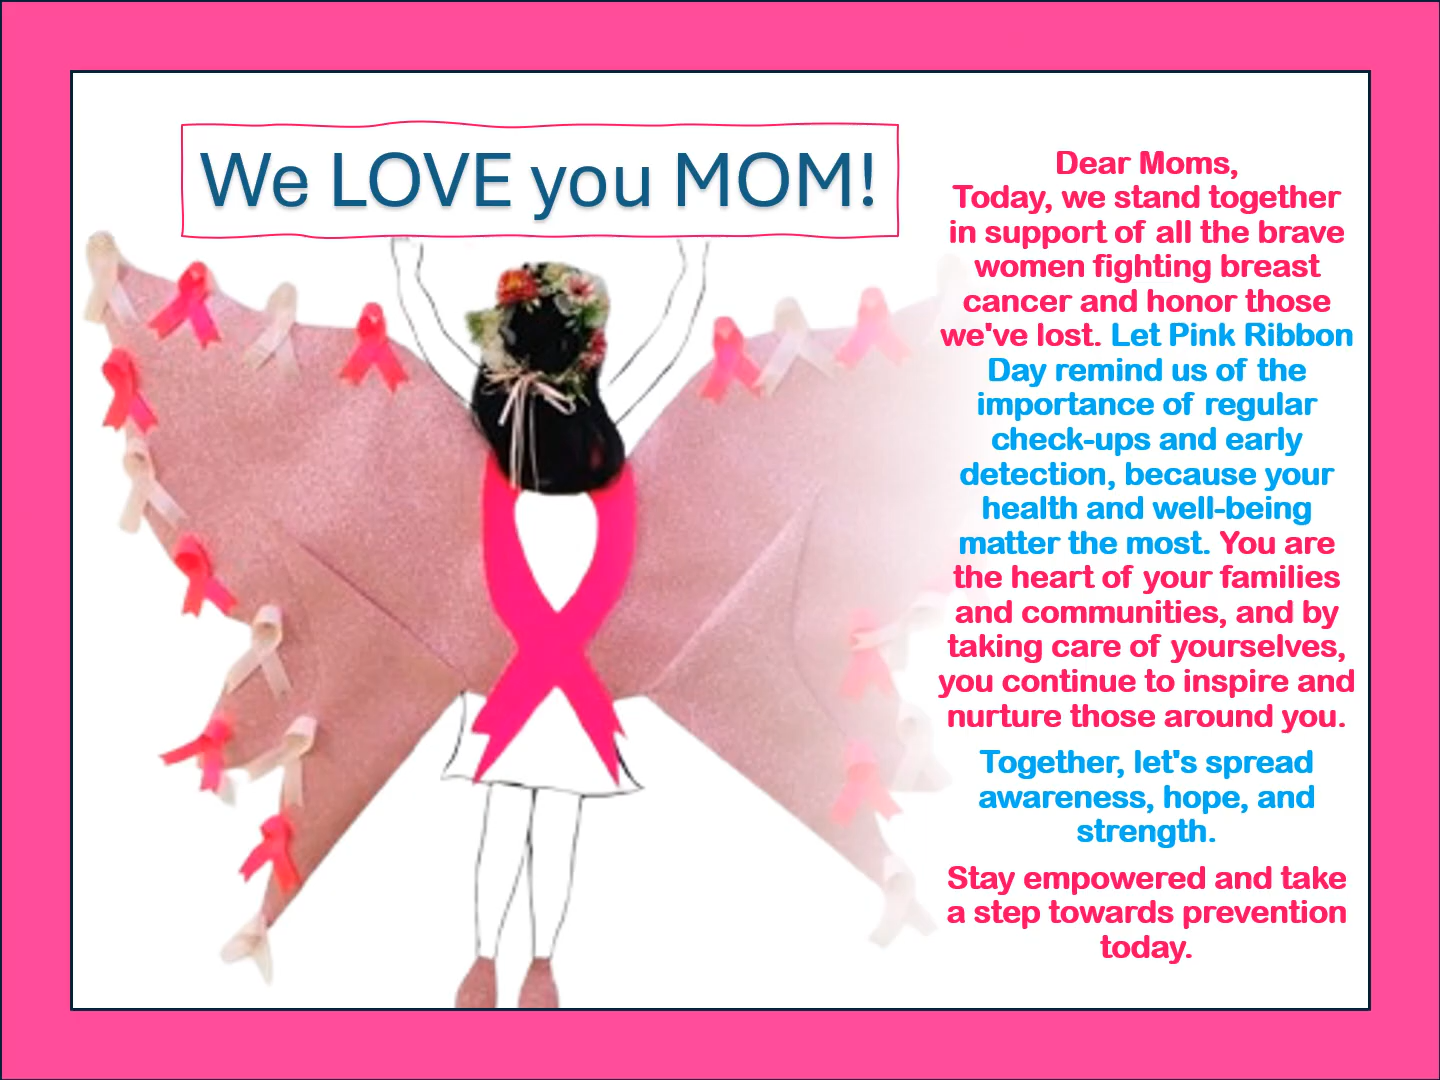 We LOVE you MOM!
Dear Moms,
Today, we stand together
in support of all the brave
women fighting breast
cancer and honor those
we've lost. Let Pink Ribbon
Day remind us of the
importance of regular
check-ups and early
detection, because your
health and well-being
matter the most. You are
the heart of your families
and communities, and by
taking care of yourselves,
you continue to inspire and
nurture those around you.
Together, let's spread
awareness, hope, and
strength.
Stay empowered and take
a step towards prevention
today.